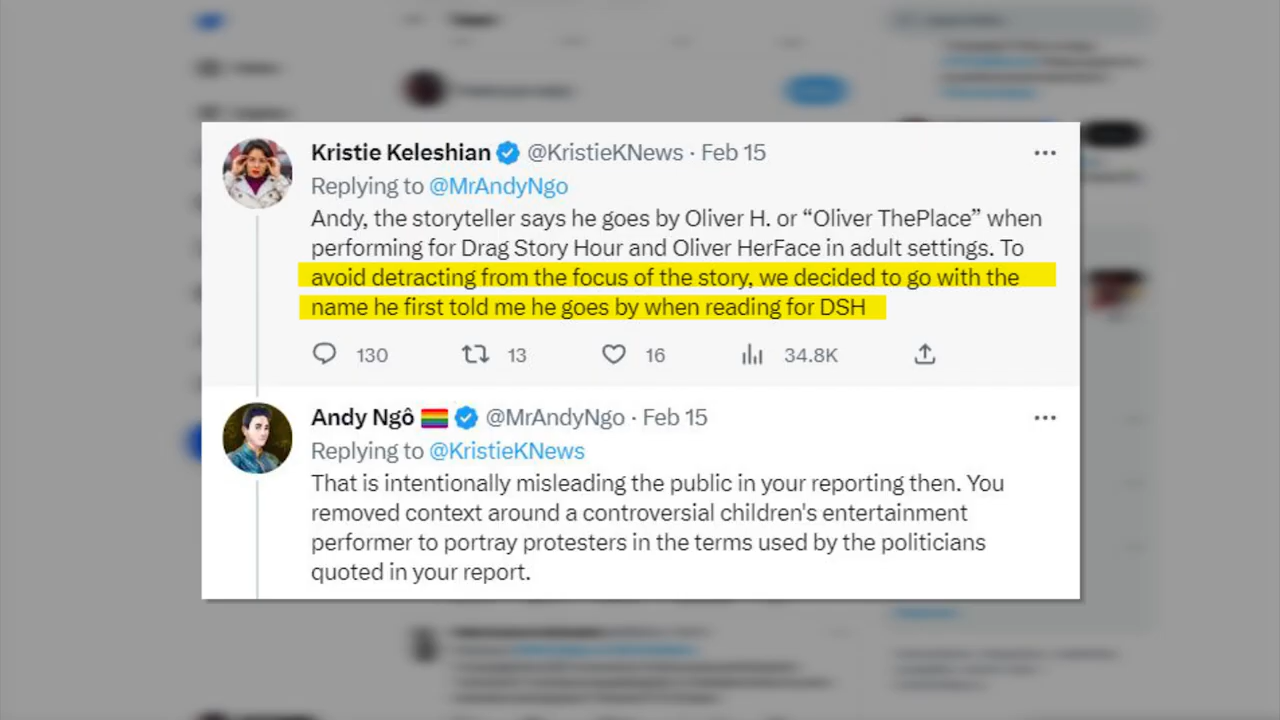 Kristie Keleshian @KristieKNews · Feb 15
Replying to @MrAndyNgo
Andy, the storyteller says he goes by Oliver H. or “Oliver ThePlace” when
performing for Drag Story Hour and Oliver HerFace in adult settings. To
avoid detracting from the focus of the story, we decided to go with the
name he first told me he goes by when reading for DSH
130 13 16 34.8K
Andy Ngô @MrAndyNgo · Feb 15
Replying to @KristieKNews
That is intentionally misleading the public in your reporting then. You
removed context around a controversial children's entertainment
performer to portray protesters in the terms used by the politicians
quoted in your report.